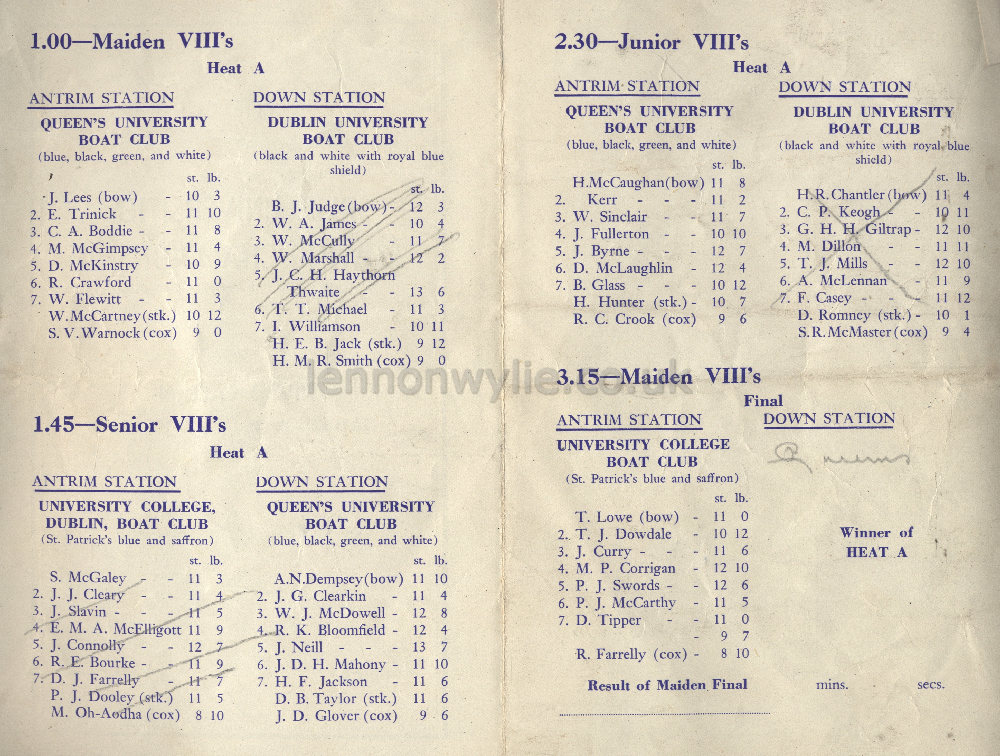 1.00—Maiden VIII's
Heat A
ANTRIM STATION
QUEEN'S UNIVERSITY
BOAT CLUB
(blue, black, green, and white)
st. lb.
J. Lees (bow) - 10 3
2. E. Trinick - - 11 10
3. C. A. Boddie - - 11 8
4. M. McGimpsey - 11 4
5. D. McKinstry - 10 9
6. R. Crawford - 11 0
7. W. Flewitt - - 11 3
W. McCartney (stk.) 10 12
S. V. Warnock (cox) 9 0
DOWN STATION
DUBLIN UNIVERSITY
BOAT CLUB
(black and white with royal blue
shield)
st. lb.
B. J. Judge (bow) - 12 3
2. W. A. James - - 10 4
3. W. McCully - 11 7
4. W. Marshall - - 12 2
5. J. C. H. Haythorn
Thwaite - - 13 6
6. T. T. Michael - 11 3
7. I. Williamson - 10 11
H. E. B. Jack (stk.) 9 12
H. M. R. Smith (cox) 9 0
1.45—Senior VIII's
Heat A
ANTRIM STATION
UNIVERSITY COLLEGE,
DUBLIN, BOAT CLUB
(St. Patrick's blue and saffron)
st. lb.
S. McGaley - - 11 3
2. J. J. Cleary - - 11 4
3. J. Slavin - - - 11 5
4. E. M. A. McElligott 11 9
5. J. Connolly - - 12 7
6. R. E. Bourke - - 11 9
7. D. J. Farrelly - 11 7
P. J. Dooley (stk.) 11 5
M. Oh-Aodha (cox) 8 10
DOWN STATION
QUEEN'S UNIVERSITY
BOAT CLUB
(blue, black, green, and white)
st. lb.
A. N. Dempsey (bow) 11 10
2. J. G. Clearkin - 11 4
3. W. J. McDowell - 12 8
4. R. K. Bloomfield - 12 4
5. J. Neill - - - 13 7
6. J. D. H. Mahony - 11 10
7. H. F. Jackson - 11 6
D. B. Taylor (stk.) 11 6
J. D. Glover (cox) 9 6
2.30—Junior VIII's
Heat A
ANTRIM STATION
QUEEN'S UNIVERSITY
BOAT CLUB
(blue, black, green, and white)
st. lb.
H. McCaughan (bow) 11 8
2. Kerr - - - 11 2
3. W. Sinclair - - 11 7
4. J. Fullerton - - 10 10
5. J. Byrne - - - 12 7
6. D. McLaughlin - 12 4
7. B. Glass - - - 10 12
H. Hunter (stk.) - 10 7
R. C. Crook (cox) 9 6
DOWN STATION
DUBLIN UNIVERSITY
BOAT CLUB
(black and white with royal blue
shield)
st. lb.
H. R. Chantler (bow) 11 4
2. C. P. Keogh - - 10 11
3. G. H. H. Giltrap - 12 10
4. M. Dillon - - 11 11
5. T. J. Mills - - 12 10
6. A. McLennan - 11 9
7. F. Casey - - - 11 12
D. Romney (stk.) - 10 1
S. R. McMaster (cox) 9 4
3.15—Maiden VIII's
Final
ANTRIM STATION
UNIVERSITY COLLEGE
BOAT CLUB
(St. Patrick's blue and saffron)
st. lb.
T. Lowe (bow) - 11 0
2. T. J. Dowdale - 10 12
3. J. Curry - - - 11 6
4. M. P. Corrigan - 12 10
5. P. J. Swords - - 12 6
6. P. J. McCarthy - 11 5
7. D. Tipper - - 11 0
- 9 7
R. Farrelly (cox) - 8 10
DOWN STATION
Queens
Winner of
HEAT A
Result of Maiden Final mins. secs.
lennonwylie.co.uk